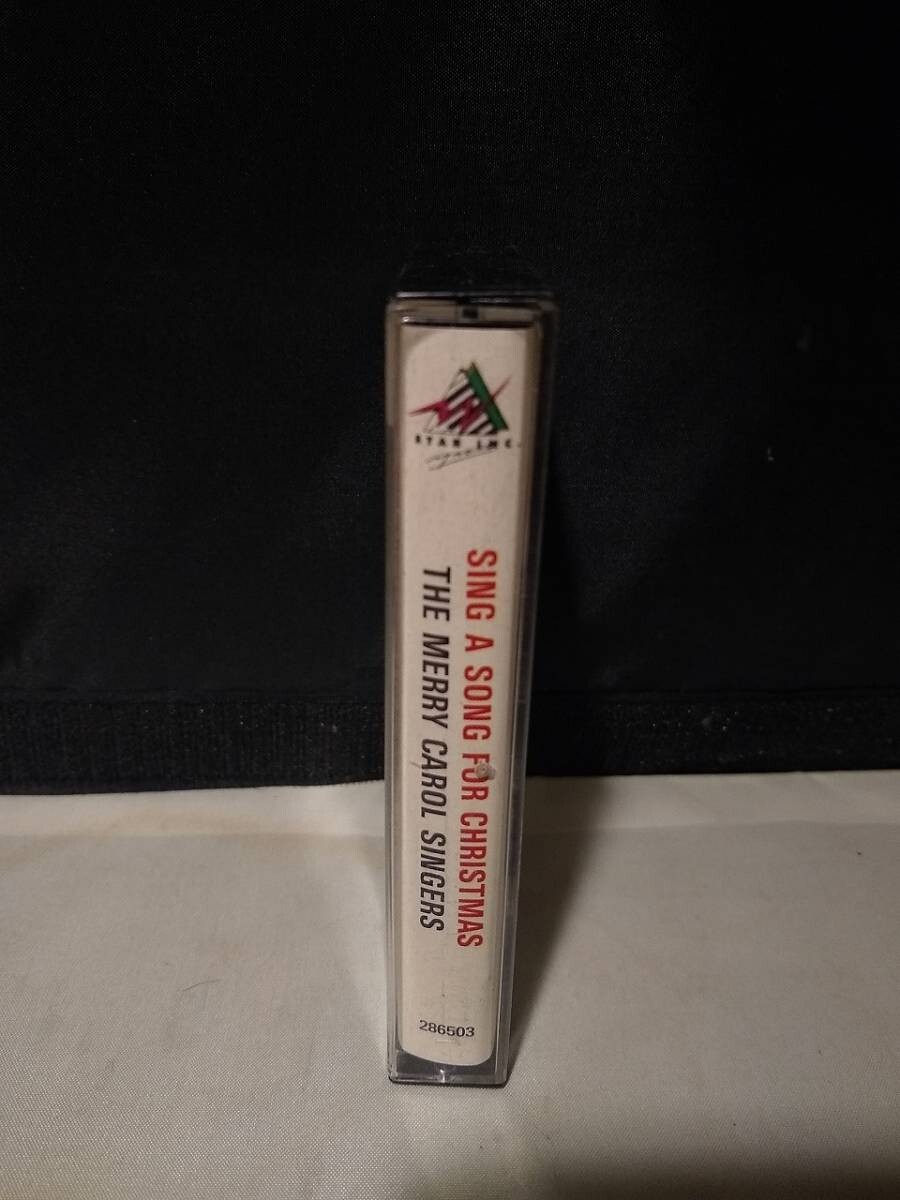 STAR INC.
SING A SONG FOR CHRISTMAS
THE MERRY CAROL SINGERS
286503